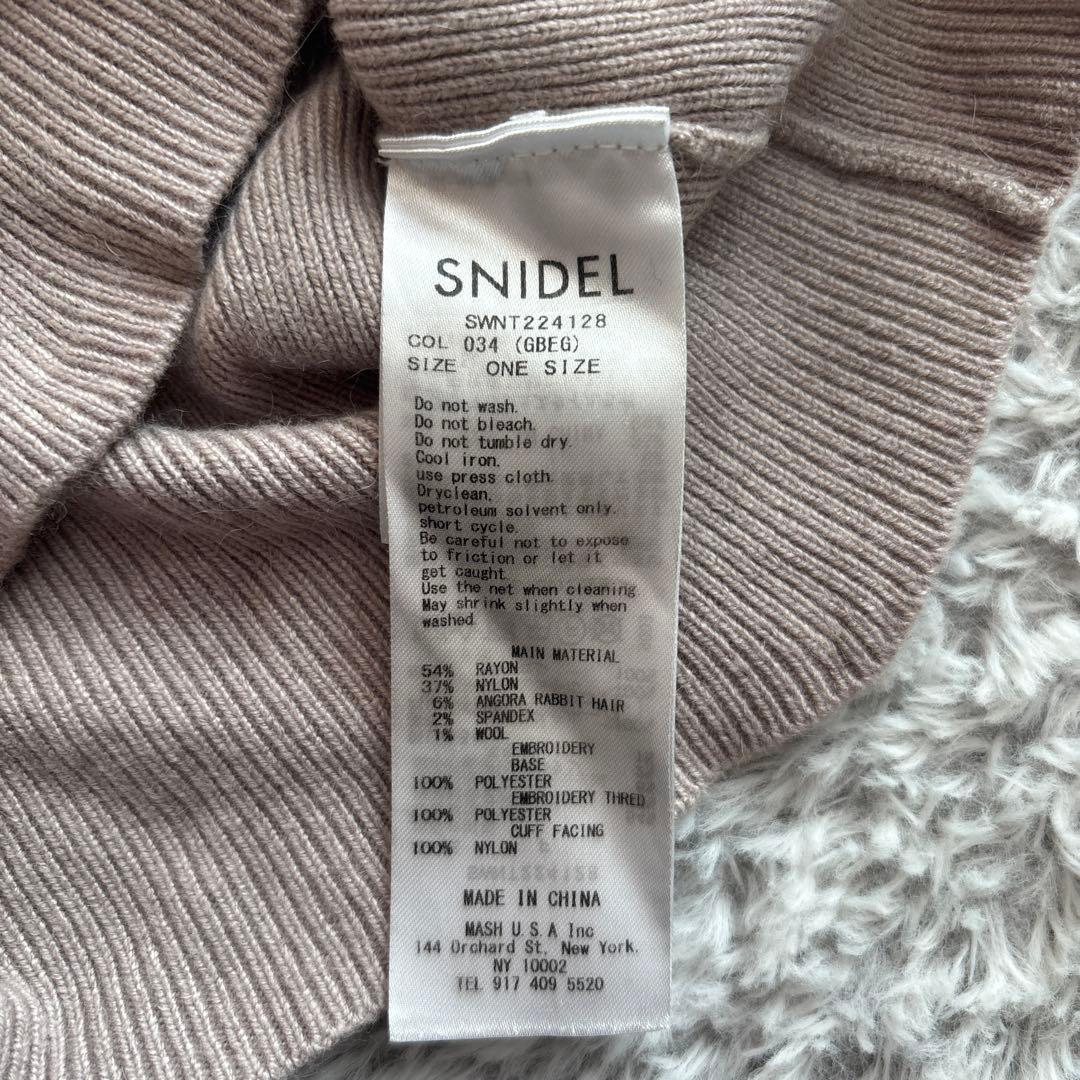 SNIDEL
SWNT224128
COL 034 (GBEG)
SIZE ONE SIZE
Do not wash.
Do not bleach.
Do not tumble dry.
Cool iron.
use press cloth.
Dryclean.
petroleum solvent only.
short cycle.
Be careful not to expose
to friction or let it
get caught
Use the net when cleaning
May shrink slightly when
washed
MAIN MATERIAL
54% RAYON
37% NYLON
6% ANGORA RABBIT HAIR
2% SPANDEX
1% WOOL
EMBROIDERY
BASE
100% POLYESTER
EMBROIDERY THRED
100% POLYESTER
CUFF FACING
100% NYLON
MADE IN CHINA
MASH U.S.A Inc
144 Orchard St, New York.
NY 10002
TEL 917 409 5520